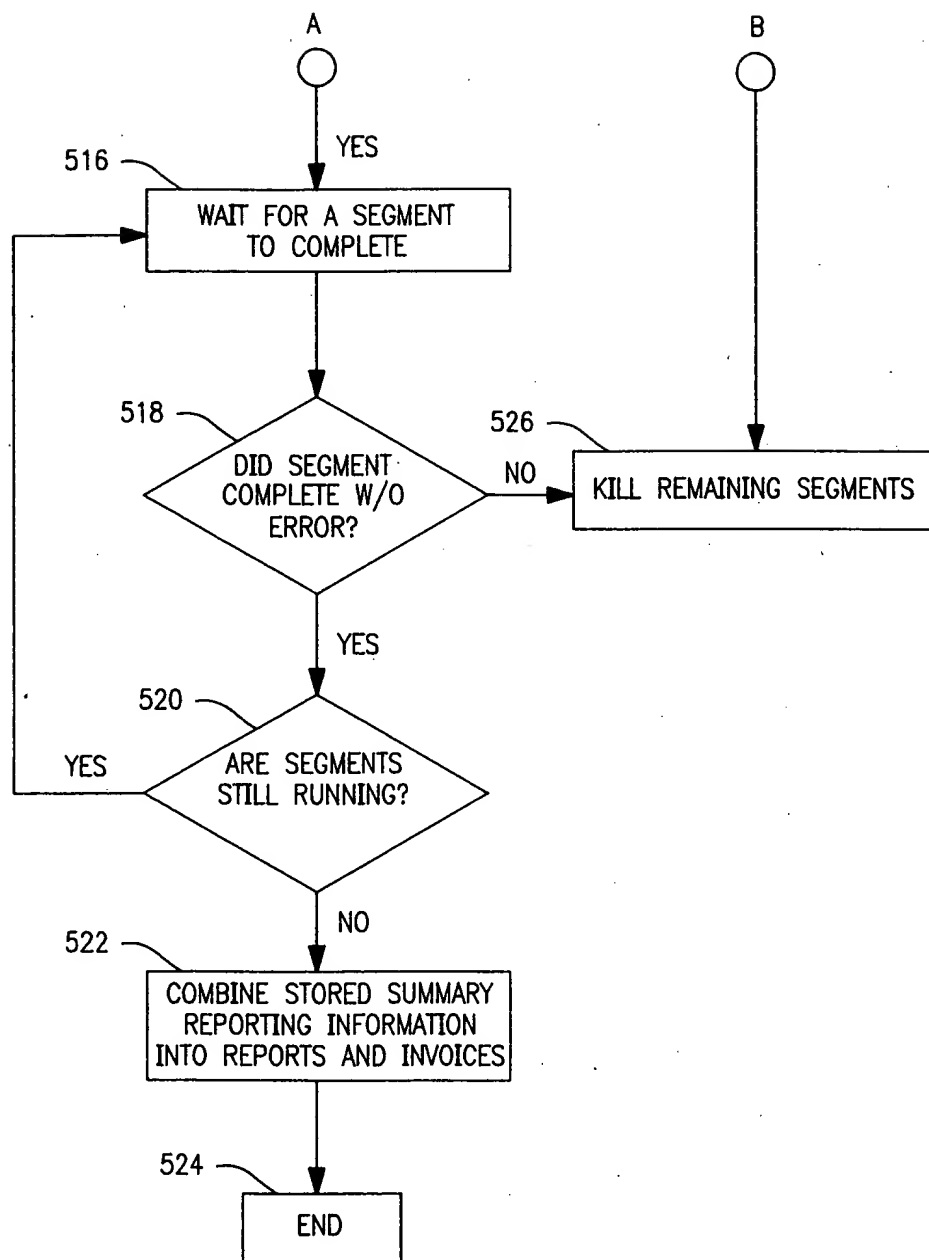 A
B
YES
516
WAIT FOR A SEGMENT
TO COMPLETE
518
DID SEGMENT
COMPLETE W/O
ERROR?
NO
526
KILL REMAINING SEGMENTS
YES
520
YES
ARE SEGMENTS
STILL RUNNING?
NO
522
COMBINE STORED SUMMARY
REPORTING INFORMATION
INTO REPORTS AND INVOICES
524
END